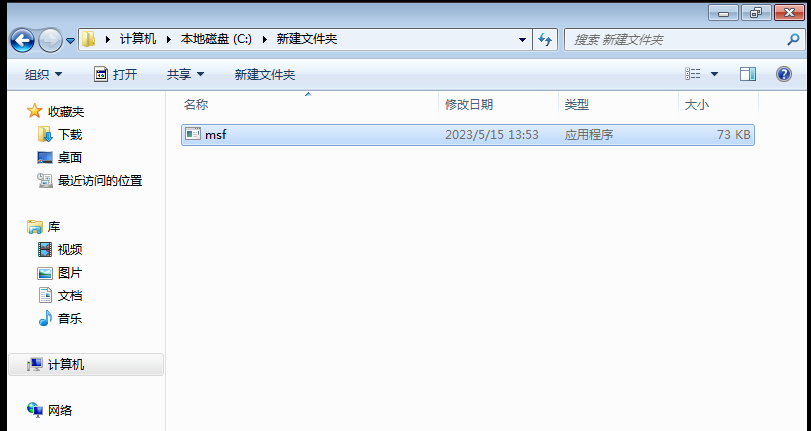 计算机 本地磁盘 (C:) 新建文件夹
搜索 新建文件夹
组织 打开 共享 新建文件夹
名称 修改日期 类型 大小
msf 2023/5/15 13:53 应用程序 73 KB
收藏夹
下载
桌面
最近访问的位置
库
视频
图片
文档
音乐
计算机
网络